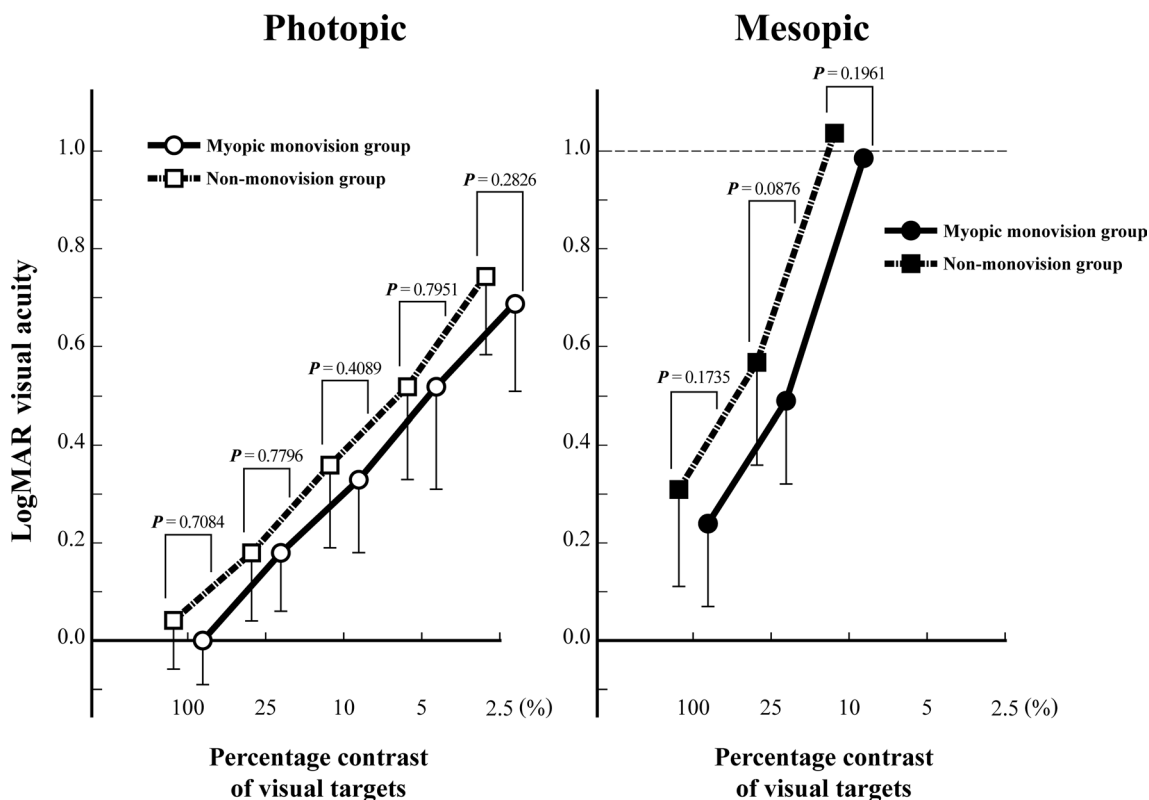 Photopic
Mesopic
P = 0.1961
Myopic monovision group
Non-monovision group
P = 0.2826
P = 0.7951
P = 0.4089
P = 0.7796
P = 0.7084
1.0
0.8
0.6
0.4
0.2
0.0
LogMAR visual acuity
100 25 10 5 2.5 (%)
Percentage contrast
of visual targets
P = 0.0876
P = 0.1735
Myopic monovision group
Non-monovision group
1.0
0.8
0.6
0.4
0.2
0.0
100 25 10 5 2.5 (%)
Percentage contrast
of visual targets